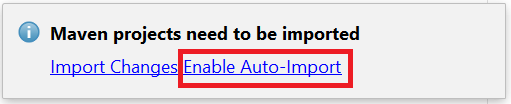 Maven projects need to be imported
Import Changes Enable Auto-Import